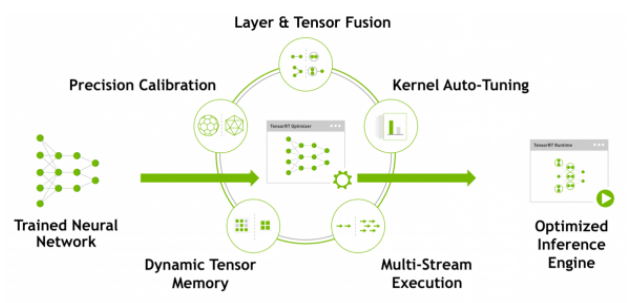 Layer & Tensor Fusion
Precision Calibration
Kernel Auto-Tuning
TensorRT Optimizer
TensorRT Runtime
Trained Neural
Network
Optimized
Inference
Engine
Dynamic Tensor
Memory
Multi-Stream
Execution